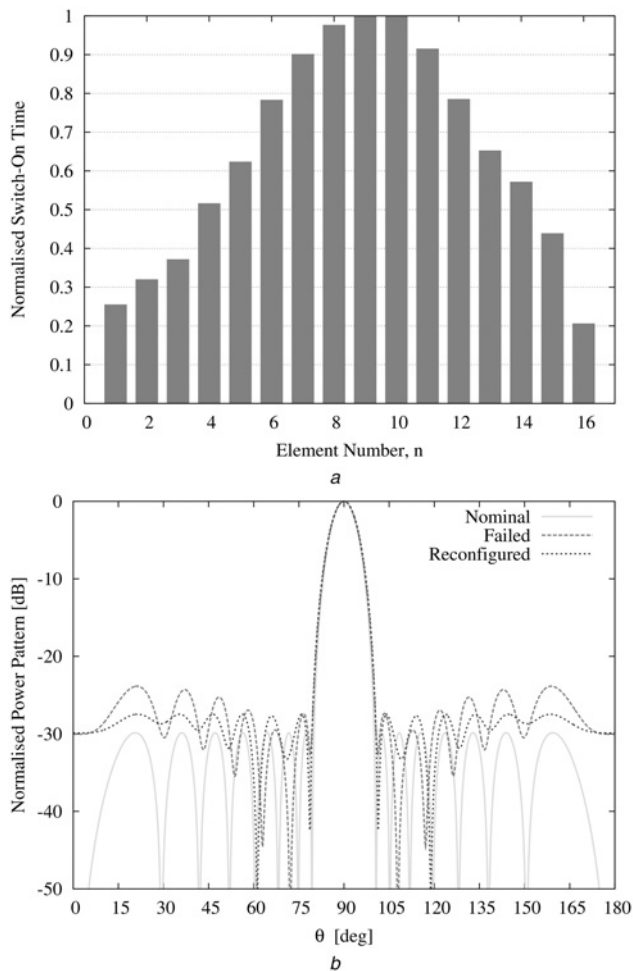 1
0.9
0.8
0.7
0.6
0.5
0.4
0.3
0.2
0.1
0
Normalised Switch-On Time
0 2 4 6 8 10 12 14 16
Element Number, n
a
0
-10
-20
-30
-40
-50
Normalised Power Pattern [dB]
Nominal
Failed
Reconfigured
0 15 30 45 60 75 90 105 120 135 150 165 180
θ [deg]
b